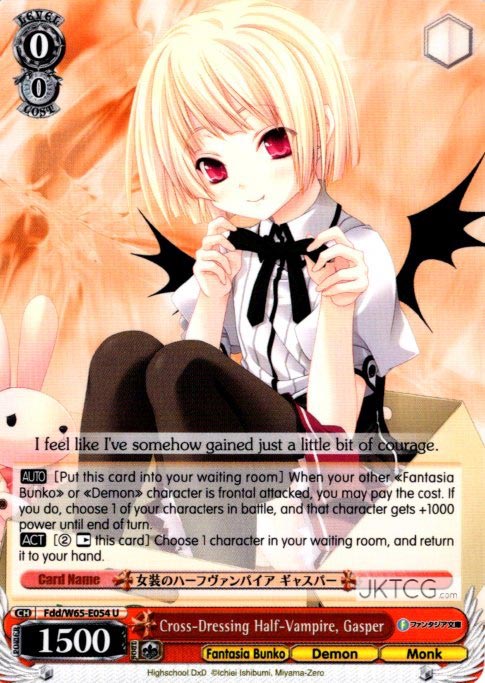 LEVEL
0
0
COST
I feel like I've somehow gained just a little bit of courage.
AUTO [Put this card into your waiting room] When your other «Fantasia
Bunko» or «Demon» character is frontal attacked, you may pay the cost. If
you do, choose 1 of your characters in battle, and that character gets +1000
power until end of turn.
ACT [② this card] Choose 1 character in your waiting room, and return
it to your hand.
Card Name 女装のハーフヴァンパイア ギャスパー
JKTCG.com
CH Fdd/W65-E054 U
POWER 1500
Cross-Dressing Half-Vampire, Gasper
ファンタジア文庫
Fantasia Bunko Demon Monk
Highschool DxD ©Ichiei Ishibumi, Miyama-Zero